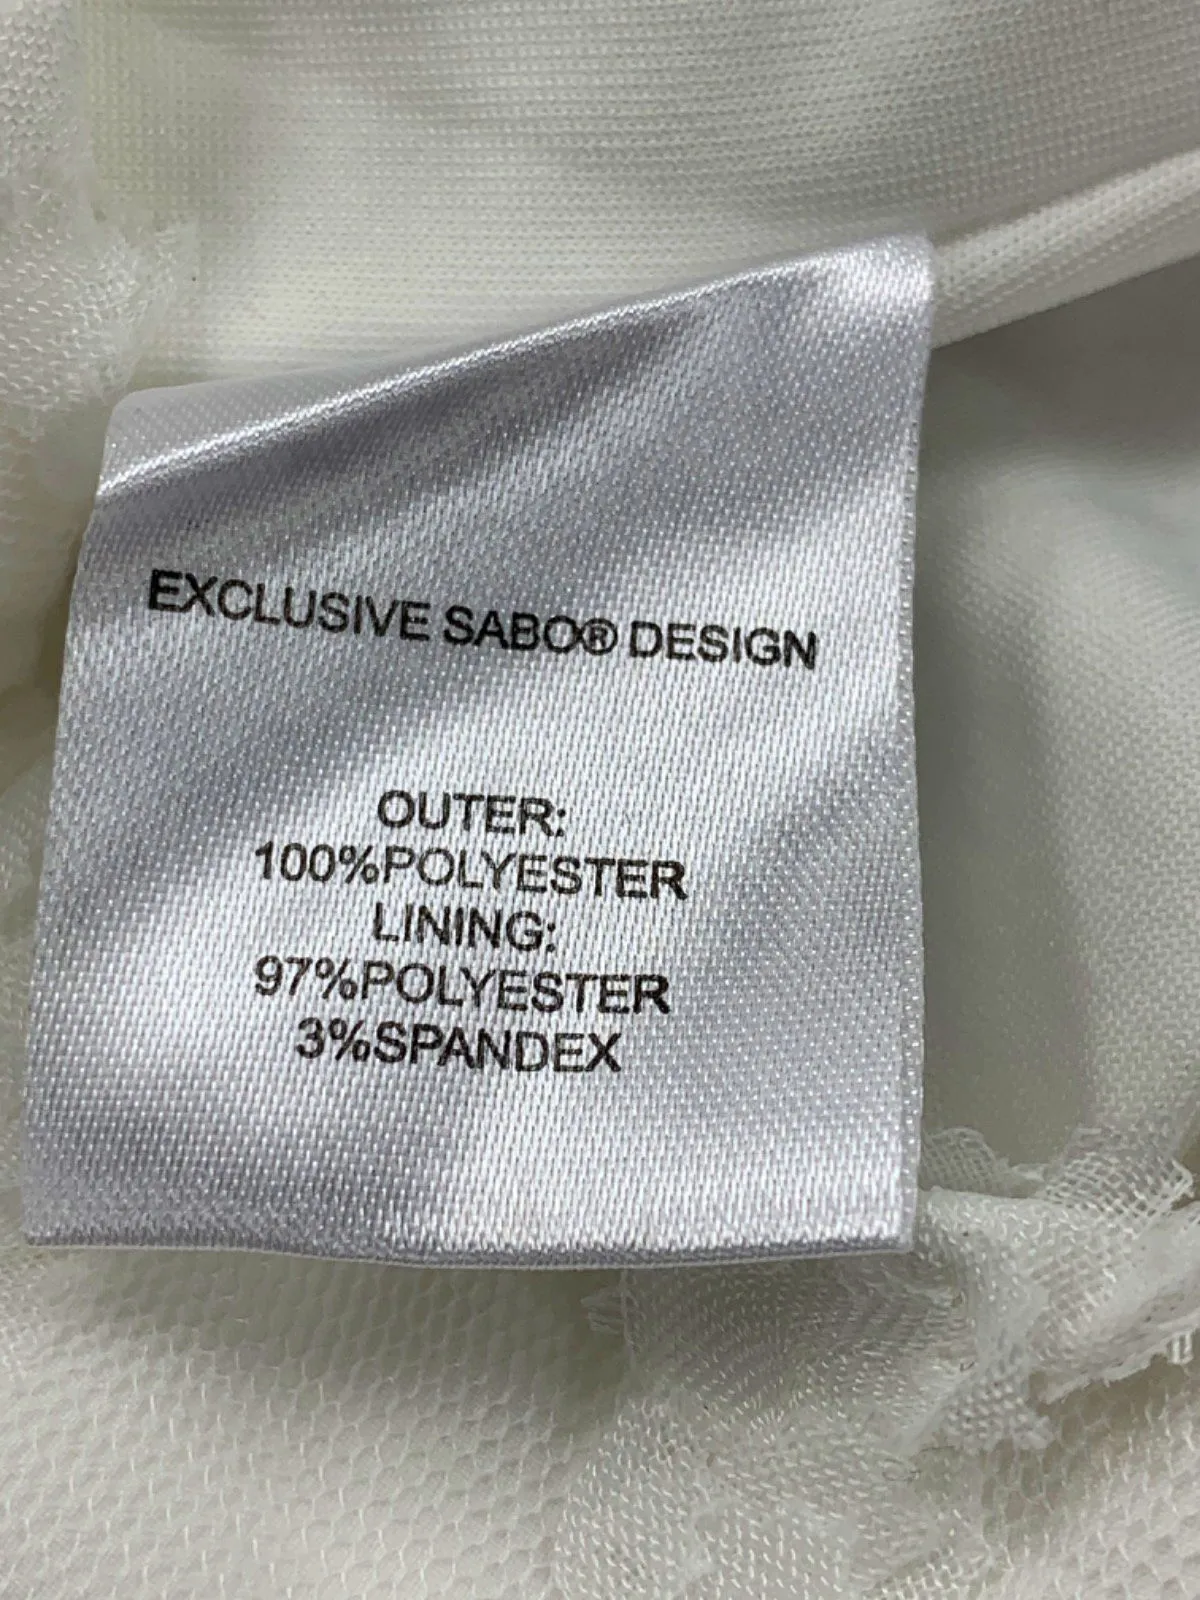 EXCLUSIVE SABO® DESIGN
OUTER:
100%POLYESTER
LINING:
97%POLYESTER
3%SPANDEX